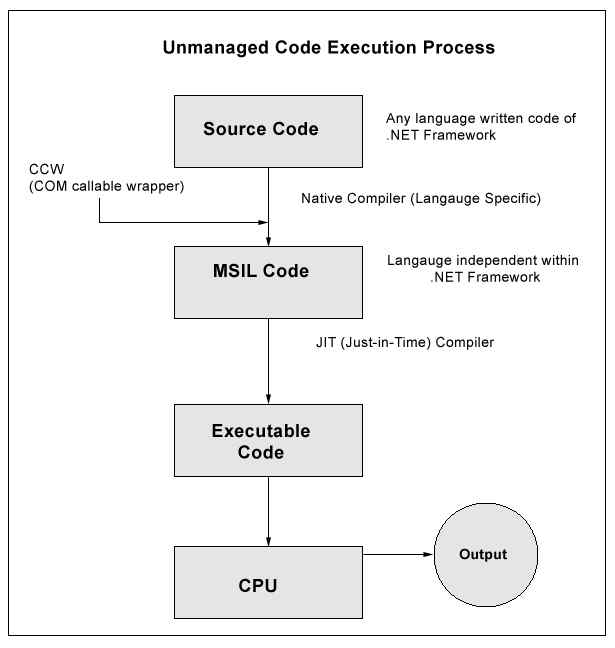 Unmanaged Code Execution Process
Source Code
Any language written code of
.NET Framework
CCW
(COM callable wrapper)
Native Compiler (Langauge Specific)
MSIL Code
Langauge independent within
.NET Framework
JIT (Just-in-Time) Compiler
Executable
Code
Output
CPU